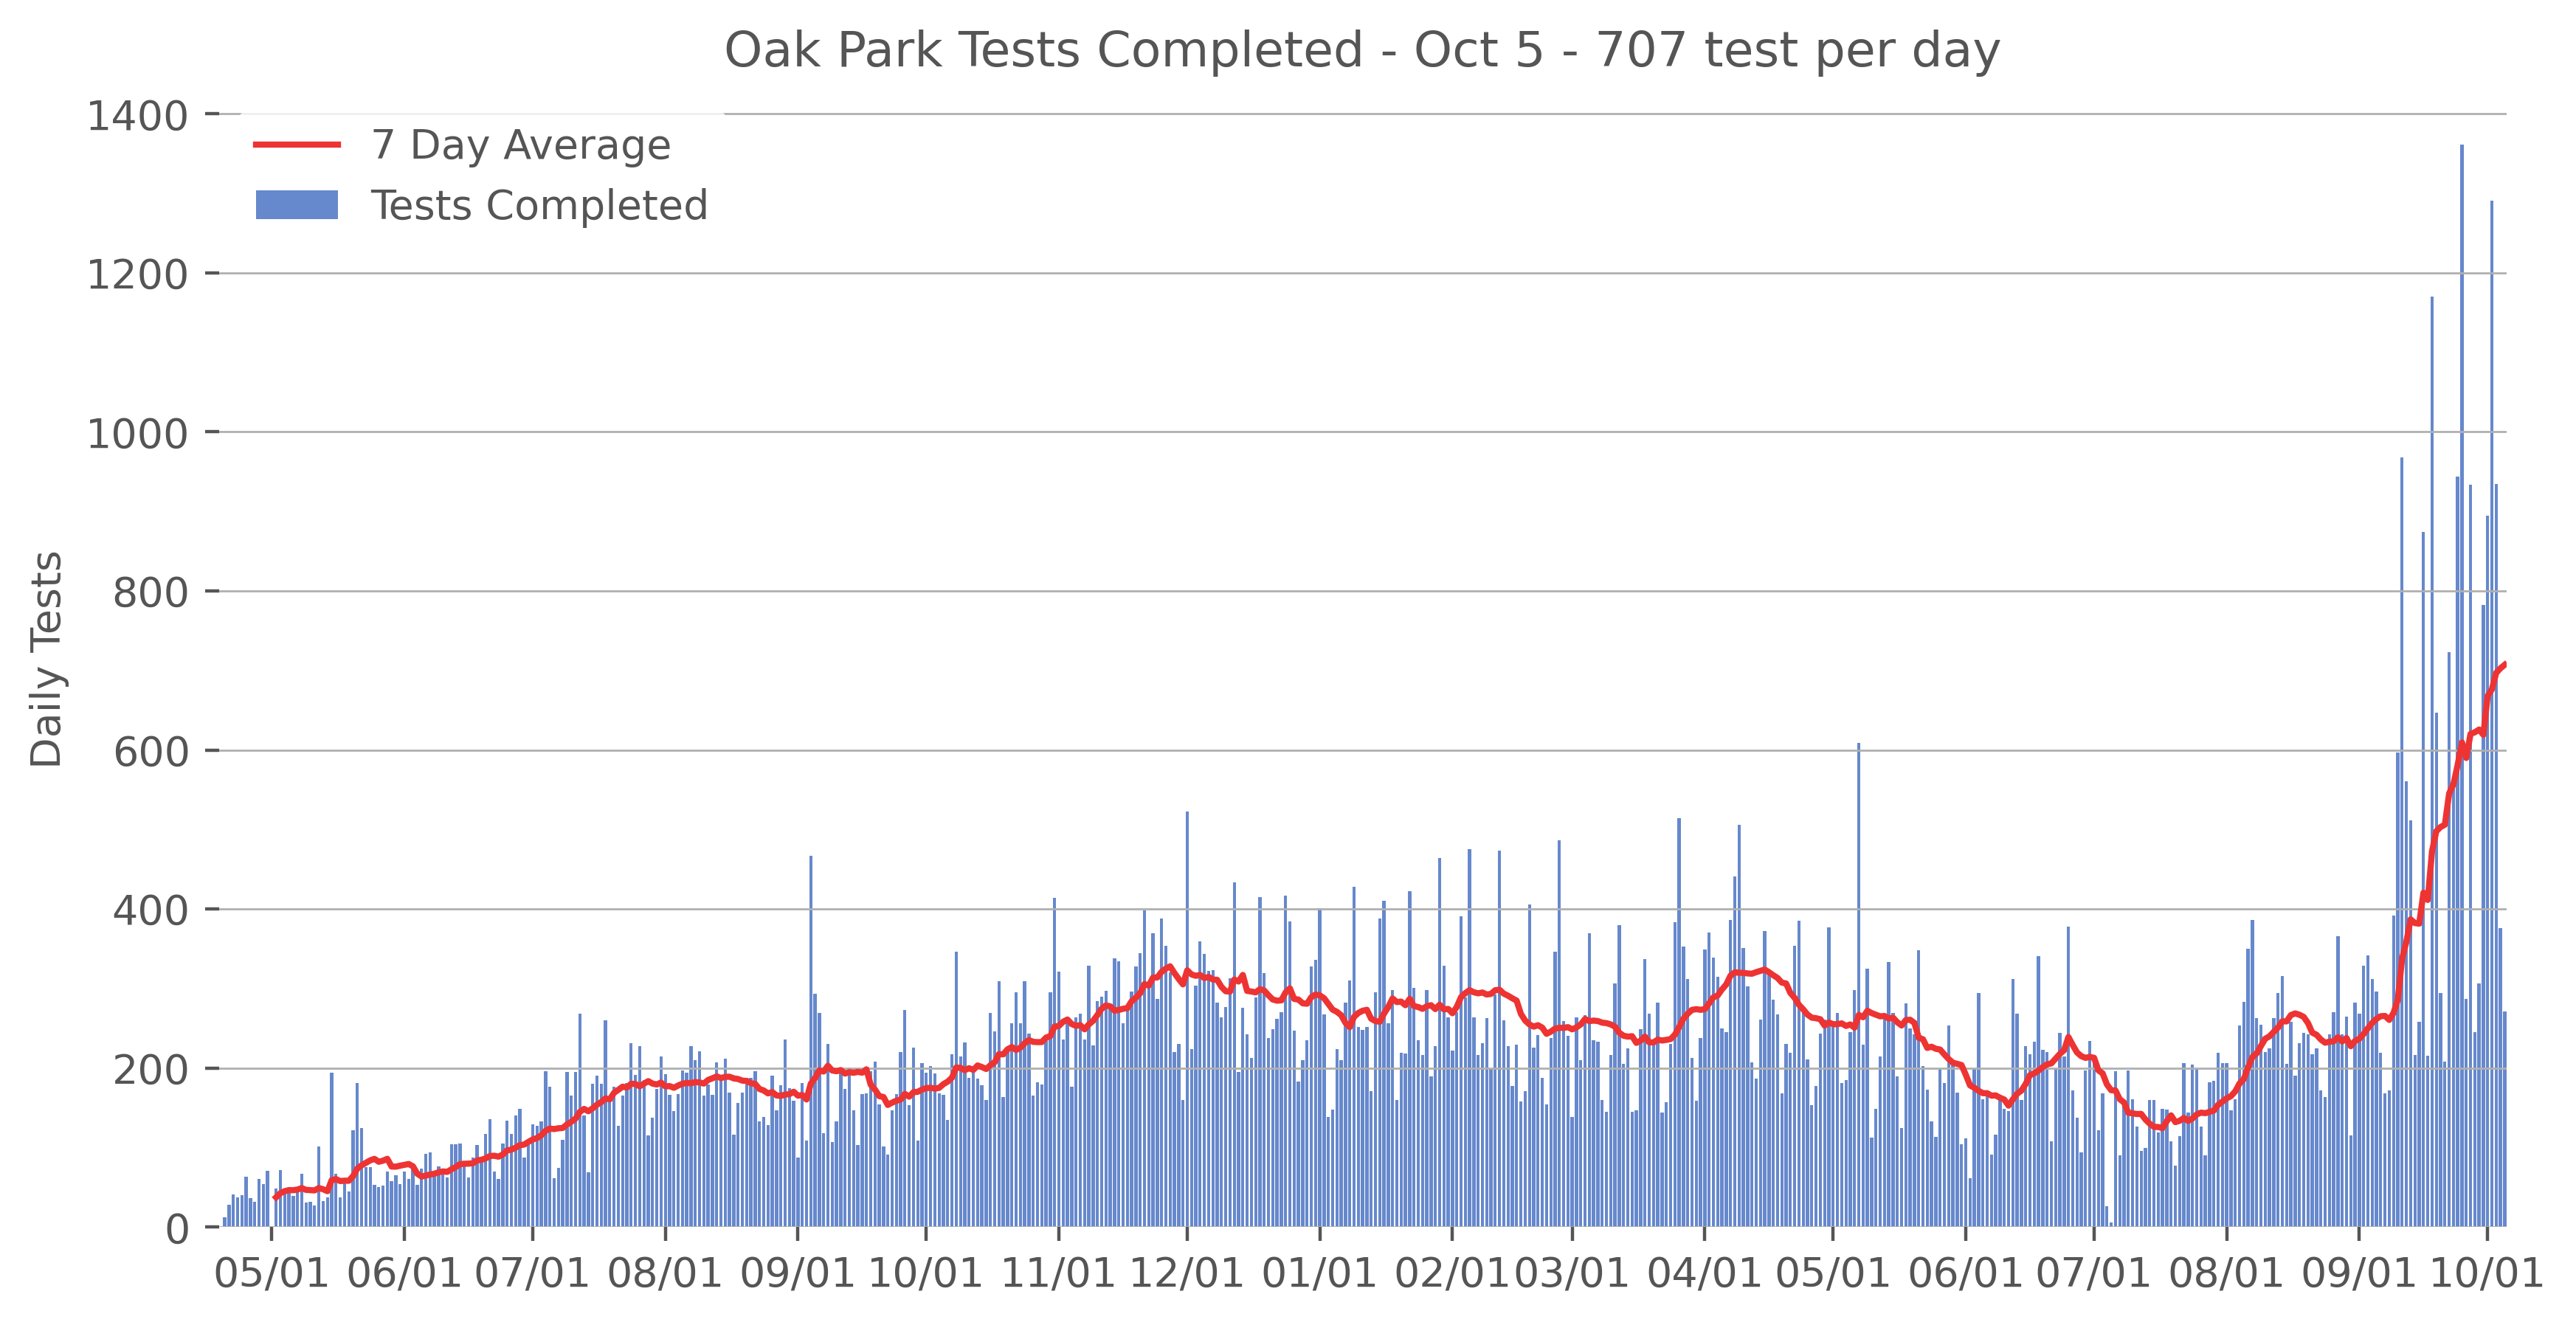 Oak Park Tests Completed - Oct 5 - 707 test per day
7 Day Average
Tests Completed
Daily Tests
1400
1200
1000
800
600
400
200
0
05/01 06/01 07/01 08/01 09/01 10/01 11/01 12/01 01/01 02/01 03/01 04/01 05/01 06/01 07/01 08/01 09/01 10/01